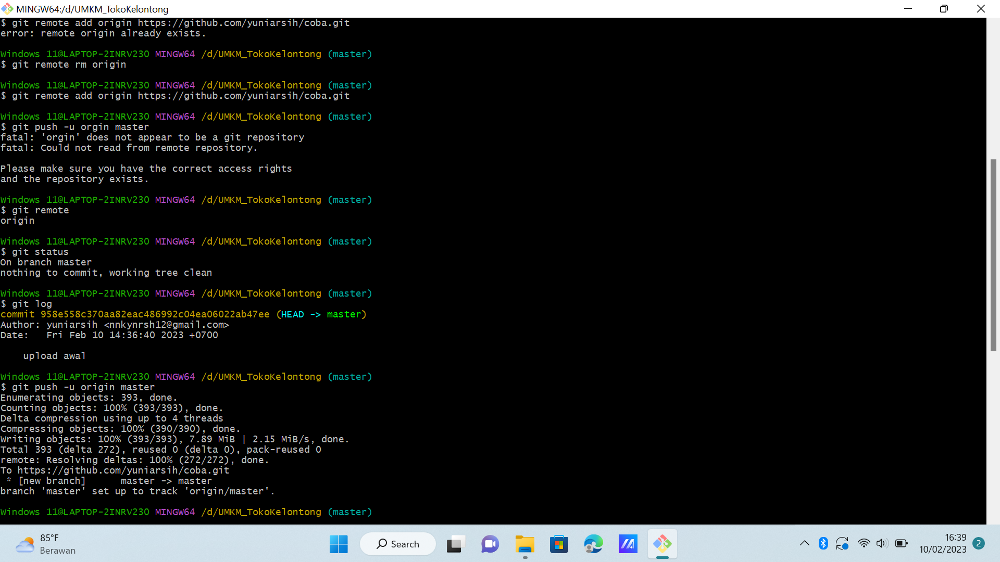 MINGW64:/d/UMKM_TokoKelontong
$ git remote add origin https://github.com/yuniarsih/coba.git
error: remote origin already exists.
Windows 11@LAPTOP-2INRV230 MINGW64 /d/UMKM_TokoKelontong (master)
$ git remote rm origin
Windows 11@LAPTOP-2INRV230 MINGW64 /d/UMKM_TokoKelontong (master)
$ git remote add origin https://github.com/yuniarsih/coba.git
Windows 11@LAPTOP-2INRV230 MINGW64 /d/UMKM_TokoKelontong (master)
$ git push -u orgin master
fatal: 'orgin' does not appear to be a git repository
fatal: Could not read from remote repository.
Please make sure you have the correct access rights
and the repository exists.
Windows 11@LAPTOP-2INRV230 MINGW64 /d/UMKM_TokoKelontong (master)
$ git remote
origin
Windows 11@LAPTOP-2INRV230 MINGW64 /d/UMKM_TokoKelontong (master)
$ git status
On branch master
nothing to commit, working tree clean
Windows 11@LAPTOP-2INRV230 MINGW64 /d/UMKM_TokoKelontong (master)
$ git log
commit 958e558c370aa82eac486992c04ea06022ab47ee (HEAD -> master)
Author: yuniarsih <nnkynrsh12@gmail.com>
Date:   Fri Feb 10 14:36:40 2023 +0700
    upload awal
Windows 11@LAPTOP-2INRV230 MINGW64 /d/UMKM_TokoKelontong (master)
$ git push -u origin master
Enumerating objects: 393, done.
Counting objects: 100% (393/393), done.
Delta compression using up to 4 threads
Compressing objects: 100% (390/390), done.
Writing objects: 100% (393/393), 7.89 MiB | 2.15 MiB/s, done.
Total 393 (delta 272), reused 0 (delta 0), pack-reused 0
remote: Resolving deltas: 100% (272/272), done.
To https://github.com/yuniarsih/coba.git
 * [new branch]      master -> master
branch 'master' set up to track 'origin/master'.
Windows 11@LAPTOP-2INRV230 MINGW64 /d/UMKM_TokoKelontong (master)
85°F
Berawan
Search
16:39
10/02/2023
2